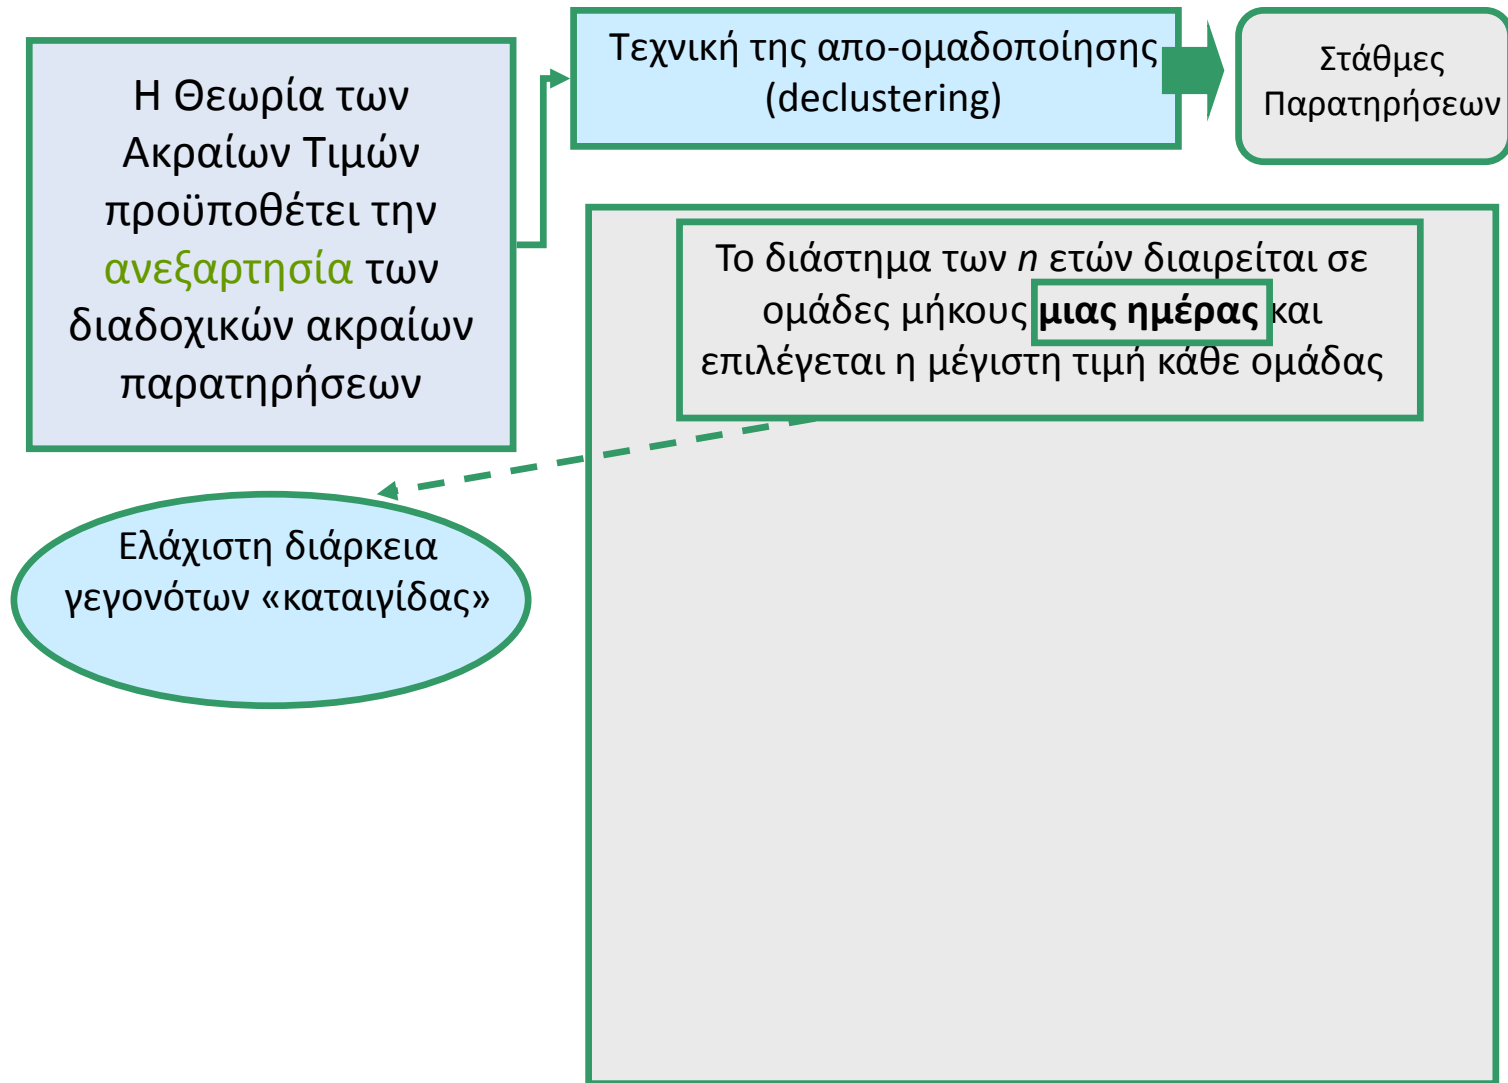 Η Θεωρία των
Ακραίων Τιμών
προϋποθέτει την
ανεξαρτησία των
διαδοχικών ακραίων
παρατηρήσεων
Τεχνική της απο-ομαδοποίησης
(declustering)
Στάθμες
Παρατηρήσεων
Το διάστημα των n ετών διαιρείται σε
ομάδες μήκους μιας ημέρας και
επιλέγεται η μέγιστη τιμή κάθε ομάδας
Ελάχιστη διάρκεια
γεγονότων «καταιγίδας»